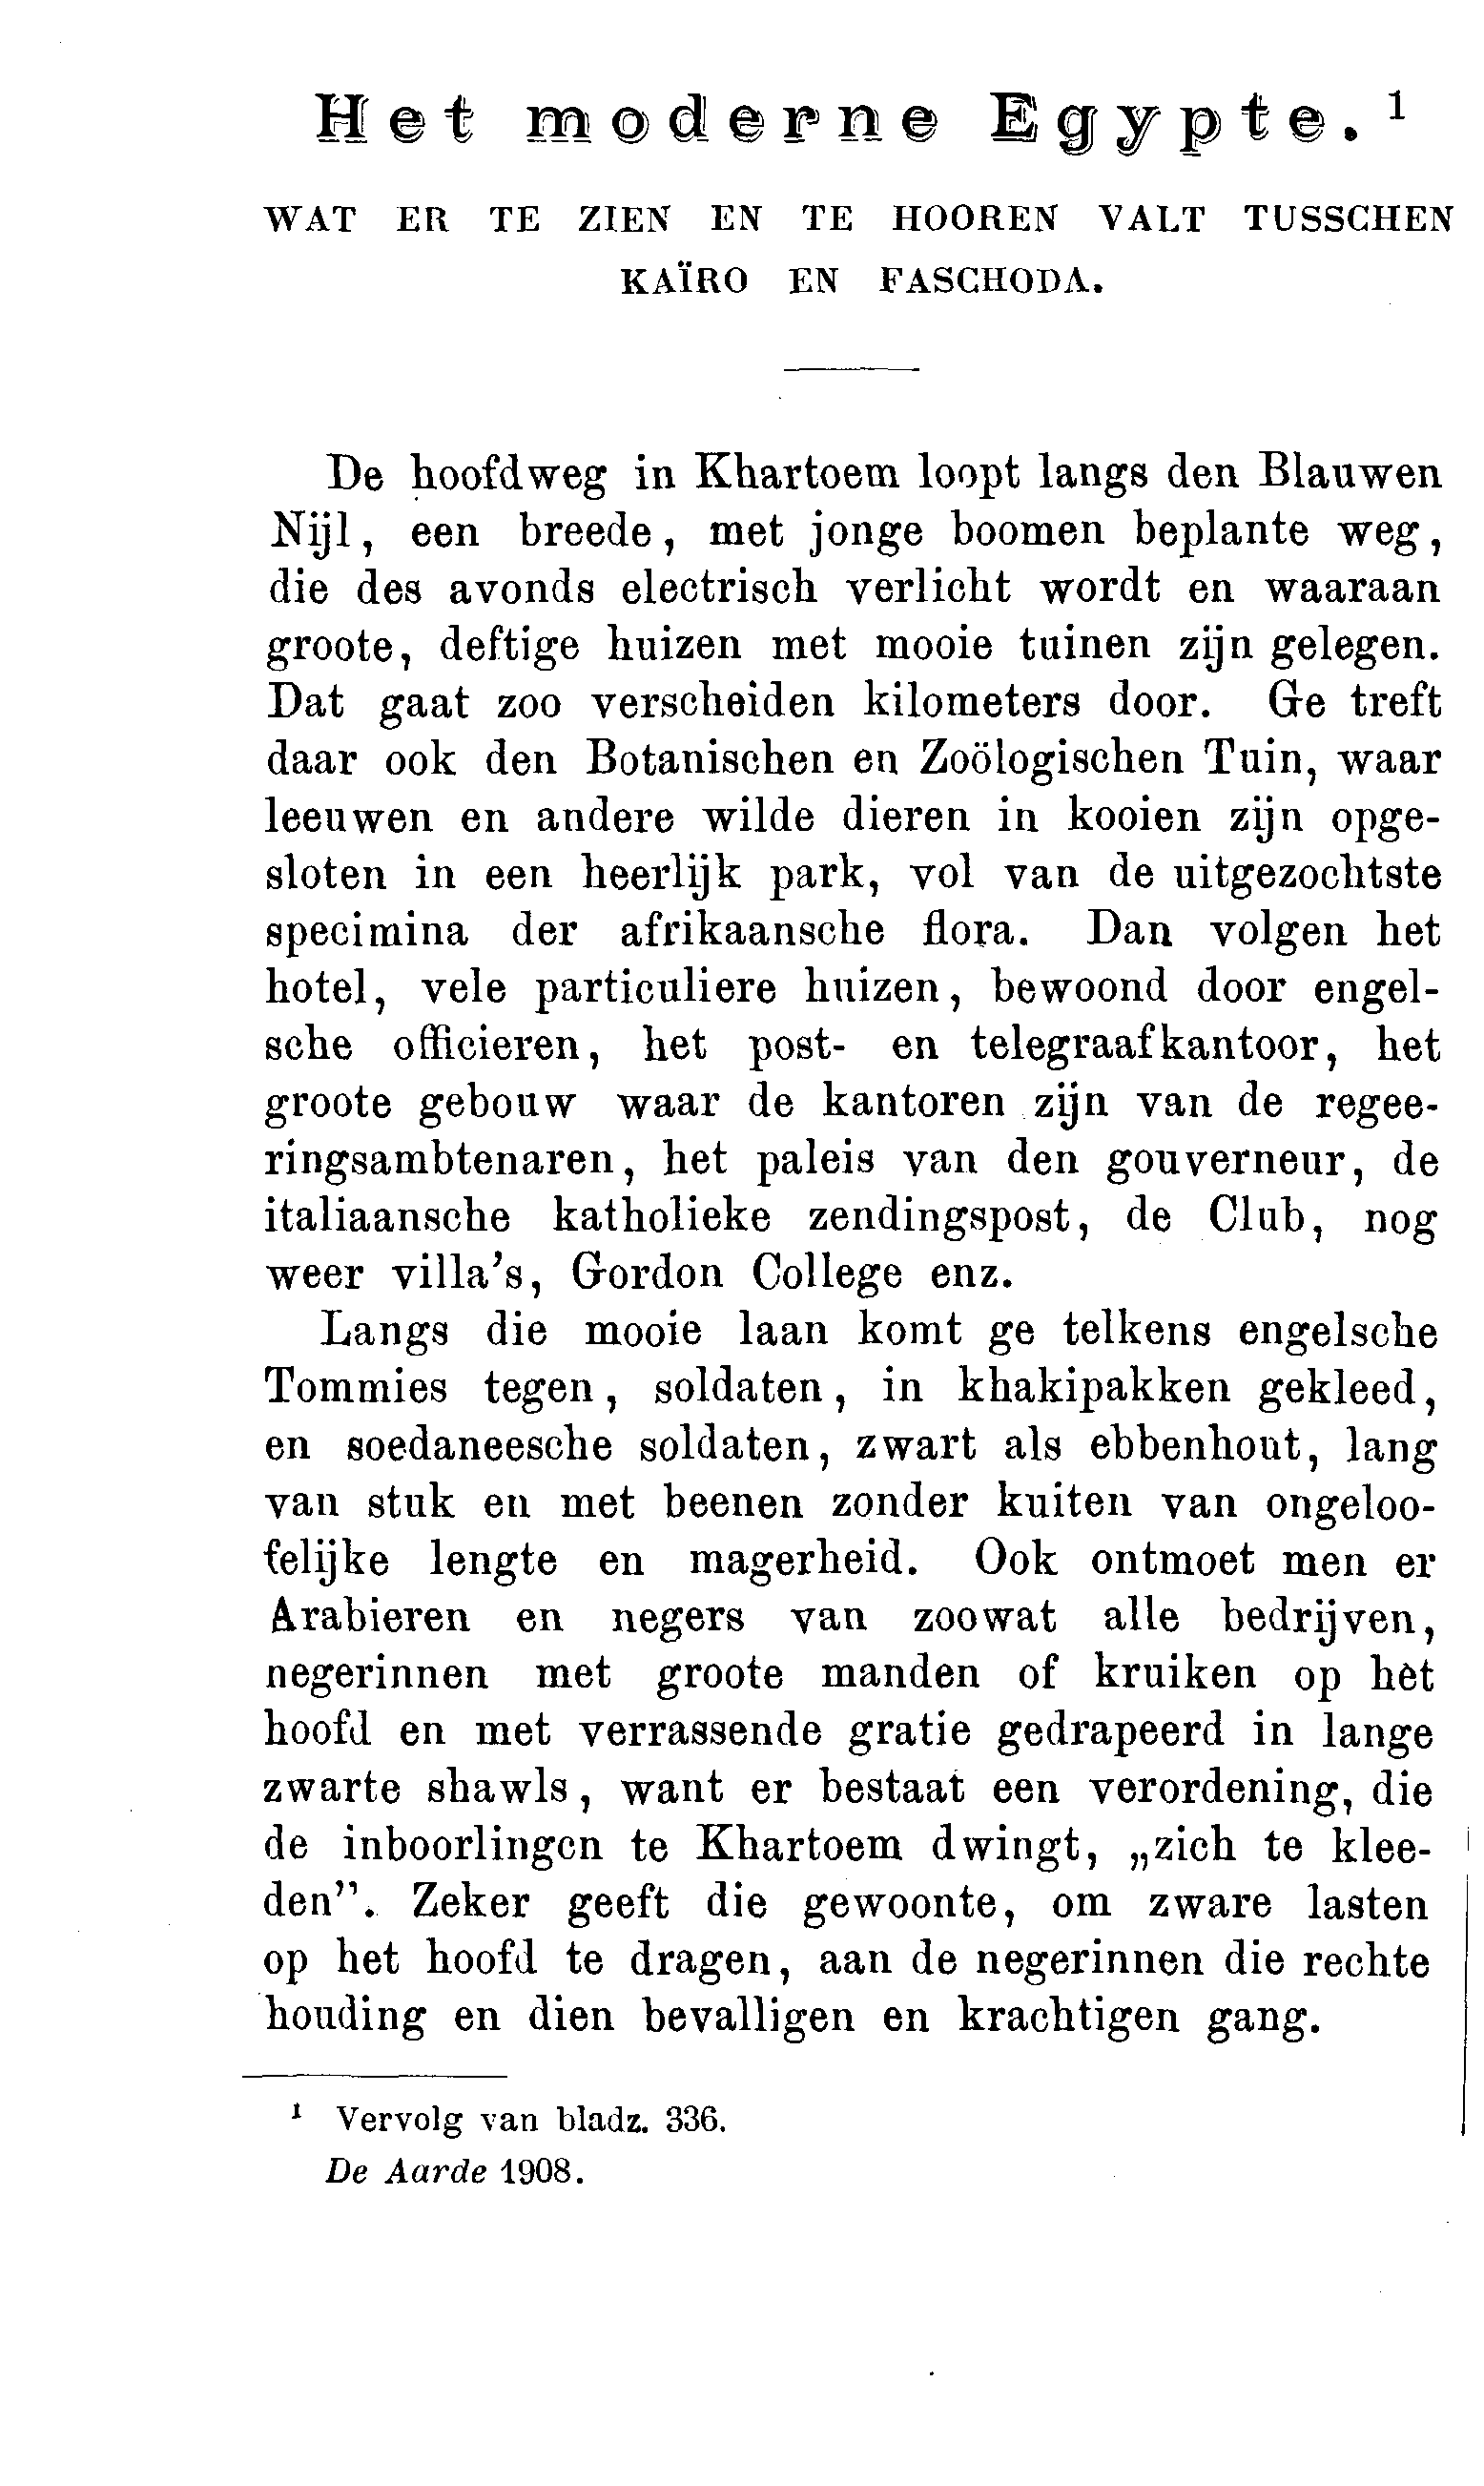 Het moderne Egypte.¹
WAT ER TE ZIEN EN TE HOOREN VALT TUSSCHEN
KAÏRO EN FASCHODA.
De hoofdweg in Khartoem loopt langs den Blauwen
Nijl, een breede, met jonge boomen beplante weg,
die des avonds electrisch verlicht wordt en waaraan
groote, deftige huizen met mooie tuinen zijn gelegen.
Dat gaat zoo verscheiden kilometers door. Ge treft
daar ook den Botanischen en Zoölogischen Tuin, waar
leeuwen en andere wilde dieren in kooien zijn opge-
sloten in een heerlijk park, vol van de uitgezochtste
specimina der afrikaansche flora. Dan volgen het
hotel, vele particuliere huizen, bewoond door engel-
sche officieren, het post- en telegraafkantoor, het
groote gebouw waar de kantoren zijn van de regee-
ringsambtenaren, het paleis van den gouverneur, de
italiaansche katholieke zendingspost, de Club, nog
weer villa's, Gordon College enz.
Langs die mooie laan komt ge telkens engelsche
Tommies tegen, soldaten, in khakipakken gekleed,
en soedaneesche soldaten, zwart als ebbenhout, lang
van stuk en met beenen zonder kuiten van ongeloo-
felijke lengte en magerheid. Ook ontmoet men er
Arabieren en negers van zoowat alle bedrijven,
negerinnen met groote manden of kruiken op het
hoofd en met verrassende gratie gedrapeerd in lange
zwarte shawls, want er bestaat een verordening, die
de inboorlingen te Khartoem dwingt, „zich te klee-
den”. Zeker geeft die gewoonte, om zware lasten
op het hoofd te dragen, aan de negerinnen die rechte
houding en dien bevalligen en krachtigen gang.
¹ Vervolg van bladz. 336.
De Aarde 1908.